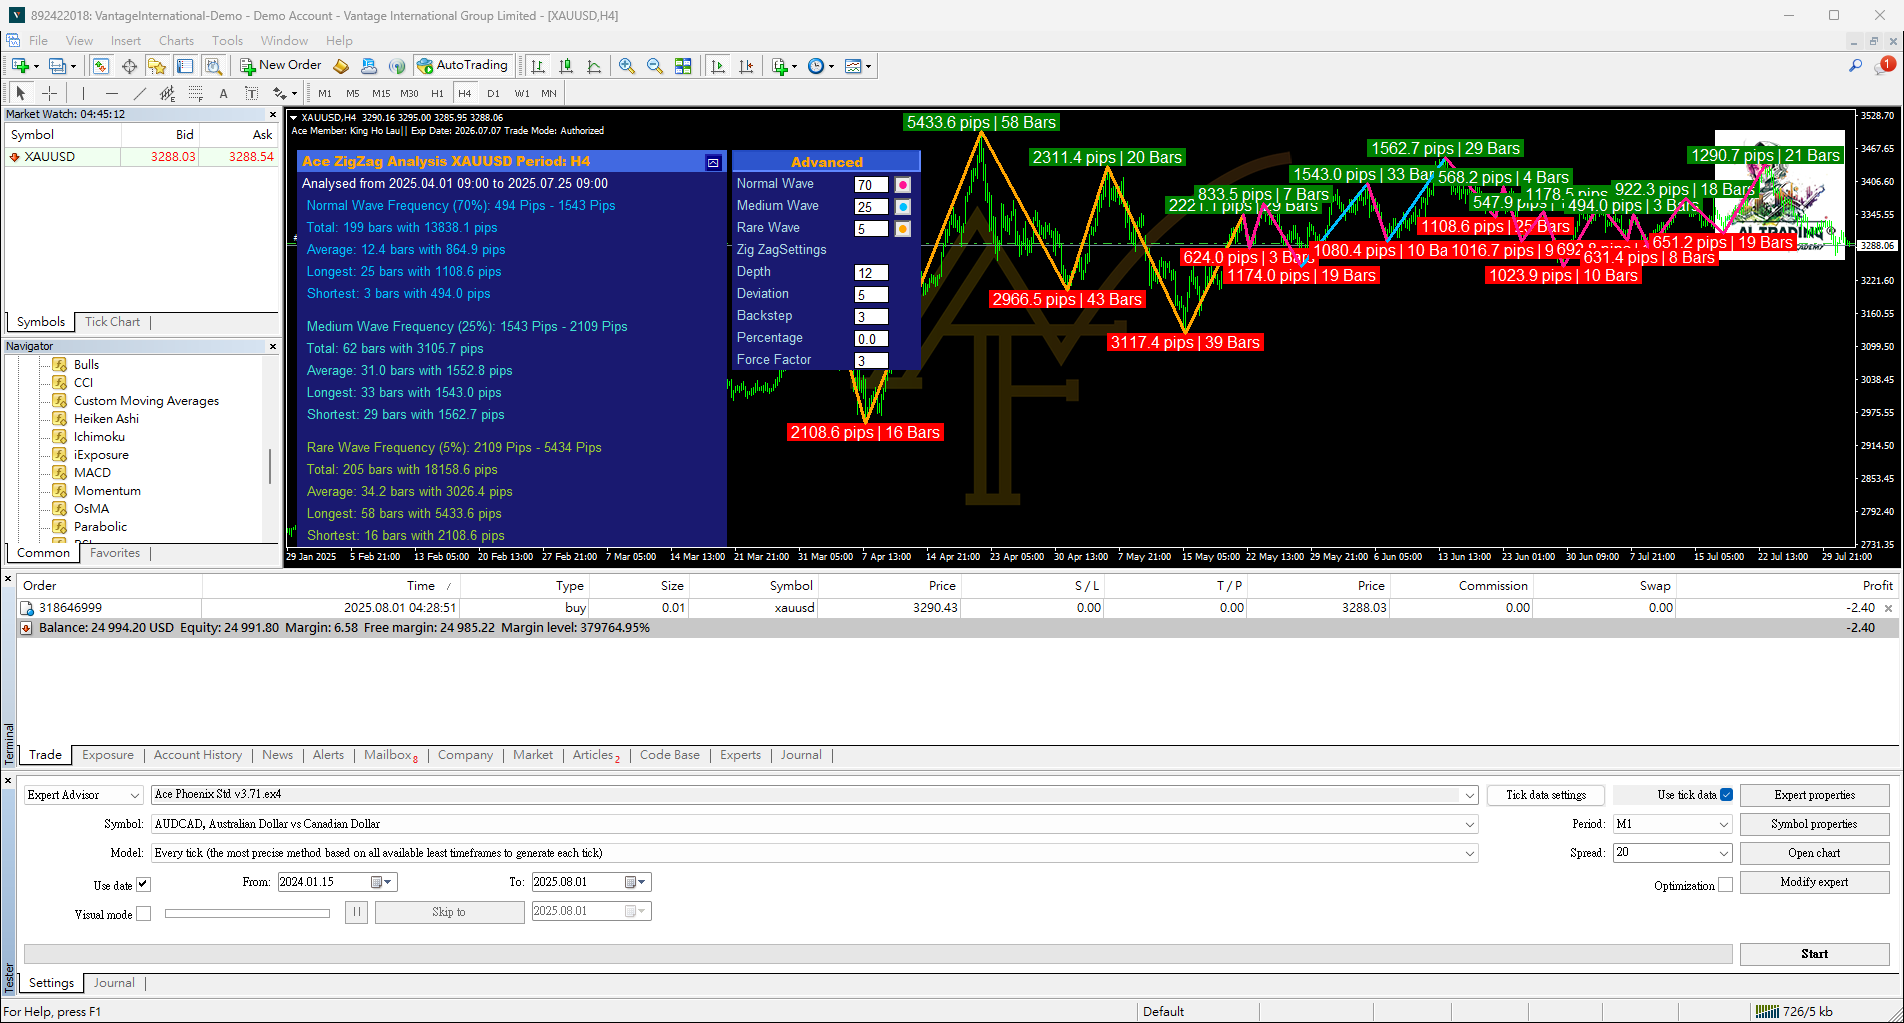 892422018: VantageInternational-Demo - Demo Account - Vantage International Group Limited - [XAUUSD,H4]
File View Insert Charts Tools Window Help
New Order AutoTrading 1
A T M1 M5 M15 M30 H1 H4 D1 W1 MN
Market Watch: 04:45:12
Symbol Bid Ask
XAUUSD 3288.03 3288.54
Symbols Tick Chart
Navigator
Bulls
CCI
Custom Moving Averages
Heiken Ashi
Ichimoku
iExposure
MACD
Momentum
OsMA
Parabolic
Common Favorites
XAUUSD,H4 3290.16 3295.00 3285.95 3288.06
Ace Member: King Ho Lau|| Exp Date: 2026.07.07 Trade Mode: Authorized
Ace ZigZag Analysis XAUUSD Period: H4
Analysed from 2025.04.01 09:00 to 2025.07.25 09:00
Normal Wave Frequency (70%): 494 Pips - 1543 Pips
Total: 199 bars with 13838.1 pips
Average: 12.4 bars with 864.9 pips
Longest: 25 bars with 1108.6 pips
Shortest: 3 bars with 494.0 pips
Medium Wave Frequency (25%): 1543 Pips - 2109 Pips
Total: 62 bars with 3105.7 pips
Average: 31.0 bars with 1552.8 pips
Longest: 33 bars with 1543.0 pips
Shortest: 29 bars with 1562.7 pips
Rare Wave Frequency (5%): 2109 Pips - 5434 Pips
Total: 205 bars with 18158.6 pips
Average: 34.2 bars with 3026.4 pips
Longest: 58 bars with 5433.6 pips
Shortest: 16 bars with 2108.6 pips
Advanced
Normal Wave 70
Medium Wave 25
Rare Wave 5
Zig ZagSettings
Depth 12
Deviation 5
Backstep 3
Percentage 0.0
Force Factor 3
5433.6 pips | 58 Bars
2311.4 pips | 20 Bars
1562.7 pips | 29 Bars
1290.7 pips | 21 Bars
1543.0 pips | 33 Ba
568.2 pips | 4 Bars
833.5 pips | 7 Bars
1178.5 pips
922.3 pips | 18 Bars
547.9
494.0 pips | 3 Bars
1108.6 pips | 25 Bars
651.2 pips | 19 Bars
624.0 pips | 3 Bars
1080.4 pips | 10 Ba
1016.7 pips | 9
631.4 pips | 8 Bars
1174.0 pips | 19 Bars
1023.9 pips | 10 Bars
2966.5 pips | 43 Bars
3117.4 pips | 39 Bars
2108.6 pips | 16 Bars
3528.70
3467.65
3406.60
3345.55
3288.06
3221.60
3160.55
3099.50
3038.45
2975.55
2914.50
2853.45
2792.40
2731.35
29 Jan 2025 5 Feb 21:00 13 Feb 05:00 20 Feb 13:00 27 Feb 21:00 7 Mar 05:00 14 Mar 13:00 21 Mar 21:00 31 Mar 05:00 7 Apr 13:00 14 Apr 21:00 23 Apr 05:00 30 Apr 13:00 7 May 21:00 15 May 05:00 22 May 13:00 29 May 21:00 6 Jun 05:00 13 Jun 13:00 23 Jun 01:00 30 Jun 09:00 7 Jul 21:00 15 Jul 05:00 22 Jul 13:00 29 Jul 21:00
Order Time / Type Size Symbol Price S / L T / P Price Commission Swap Profit
318646999 2025.08.01 04:28:51 buy 0.01 xauusd 3290.43 0.00 0.00 3288.03 0.00 0.00 -2.40
Balance: 24 994.20 USD Equity: 24 991.80 Margin: 6.58 Free margin: 24 985.22 Margin level: 379764.95% -2.40
Terminal
Trade Exposure Account History News Alerts Mailbox 8 Company Market Articles 2 Code Base Experts Journal
Expert Advisor Ace Phoenix Std v3.71.ex4 Tick data settings Use tick data Expert properties
Symbol: AUDCAD, Australian Dollar vs Canadian Dollar Period: M1 Symbol properties
Model: Every tick (the most precise method based on all available least timeframes to generate each tick) Spread: 20 Open chart
Use date From: 2024.01.15 To: 2025.08.01 Optimization Modify expert
Visual mode Skip to 2025.08.01
Start
Tester
Settings Journal
For Help, press F1 Default 726/5 kb